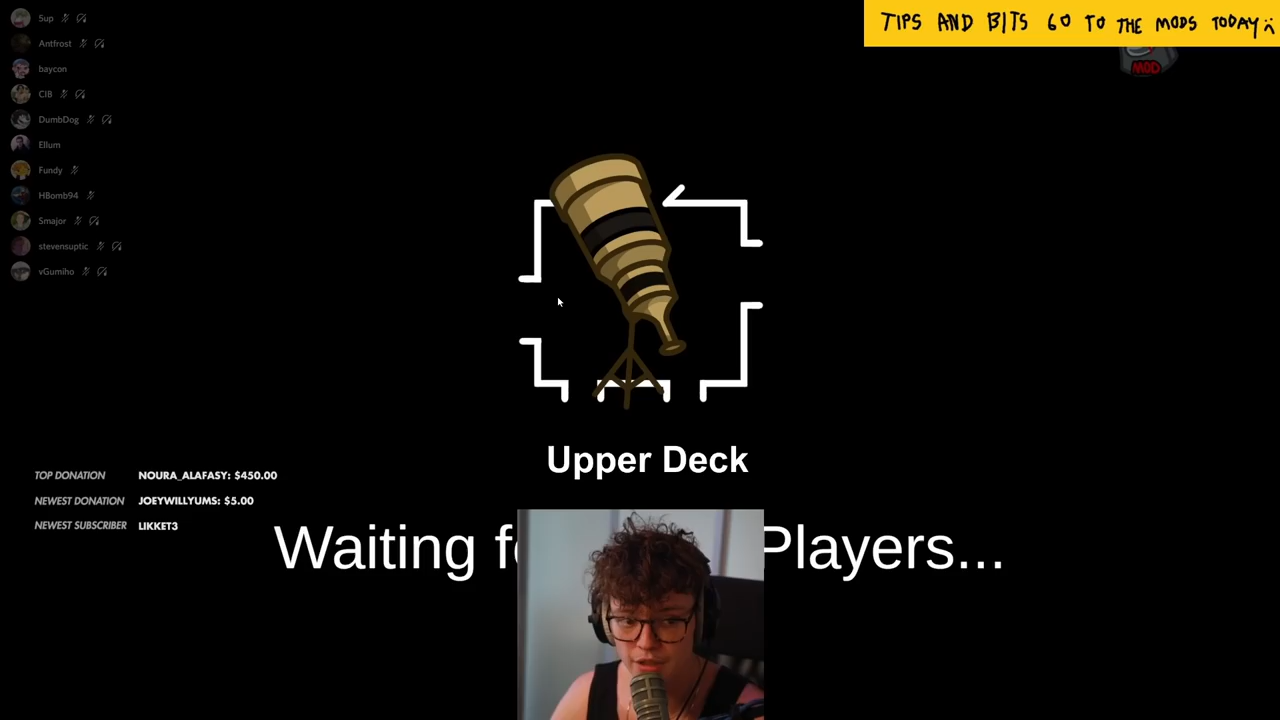 TIPS AND BITS GO TO THE MODS TODAY
MOD
Sup
Antfrost
baycon
CIB
DumbDog
Ellum
Fundy
HBomb94
Smajor
stevensuptic
vGumiho
Upper Deck
TOP DONATION NOURA_ALAFASY: $450.00
NEWEST DONATION JOEYWILLYUMS: $5.00
NEWEST SUBSCRIBER LIKKET3
Waiting f Players...